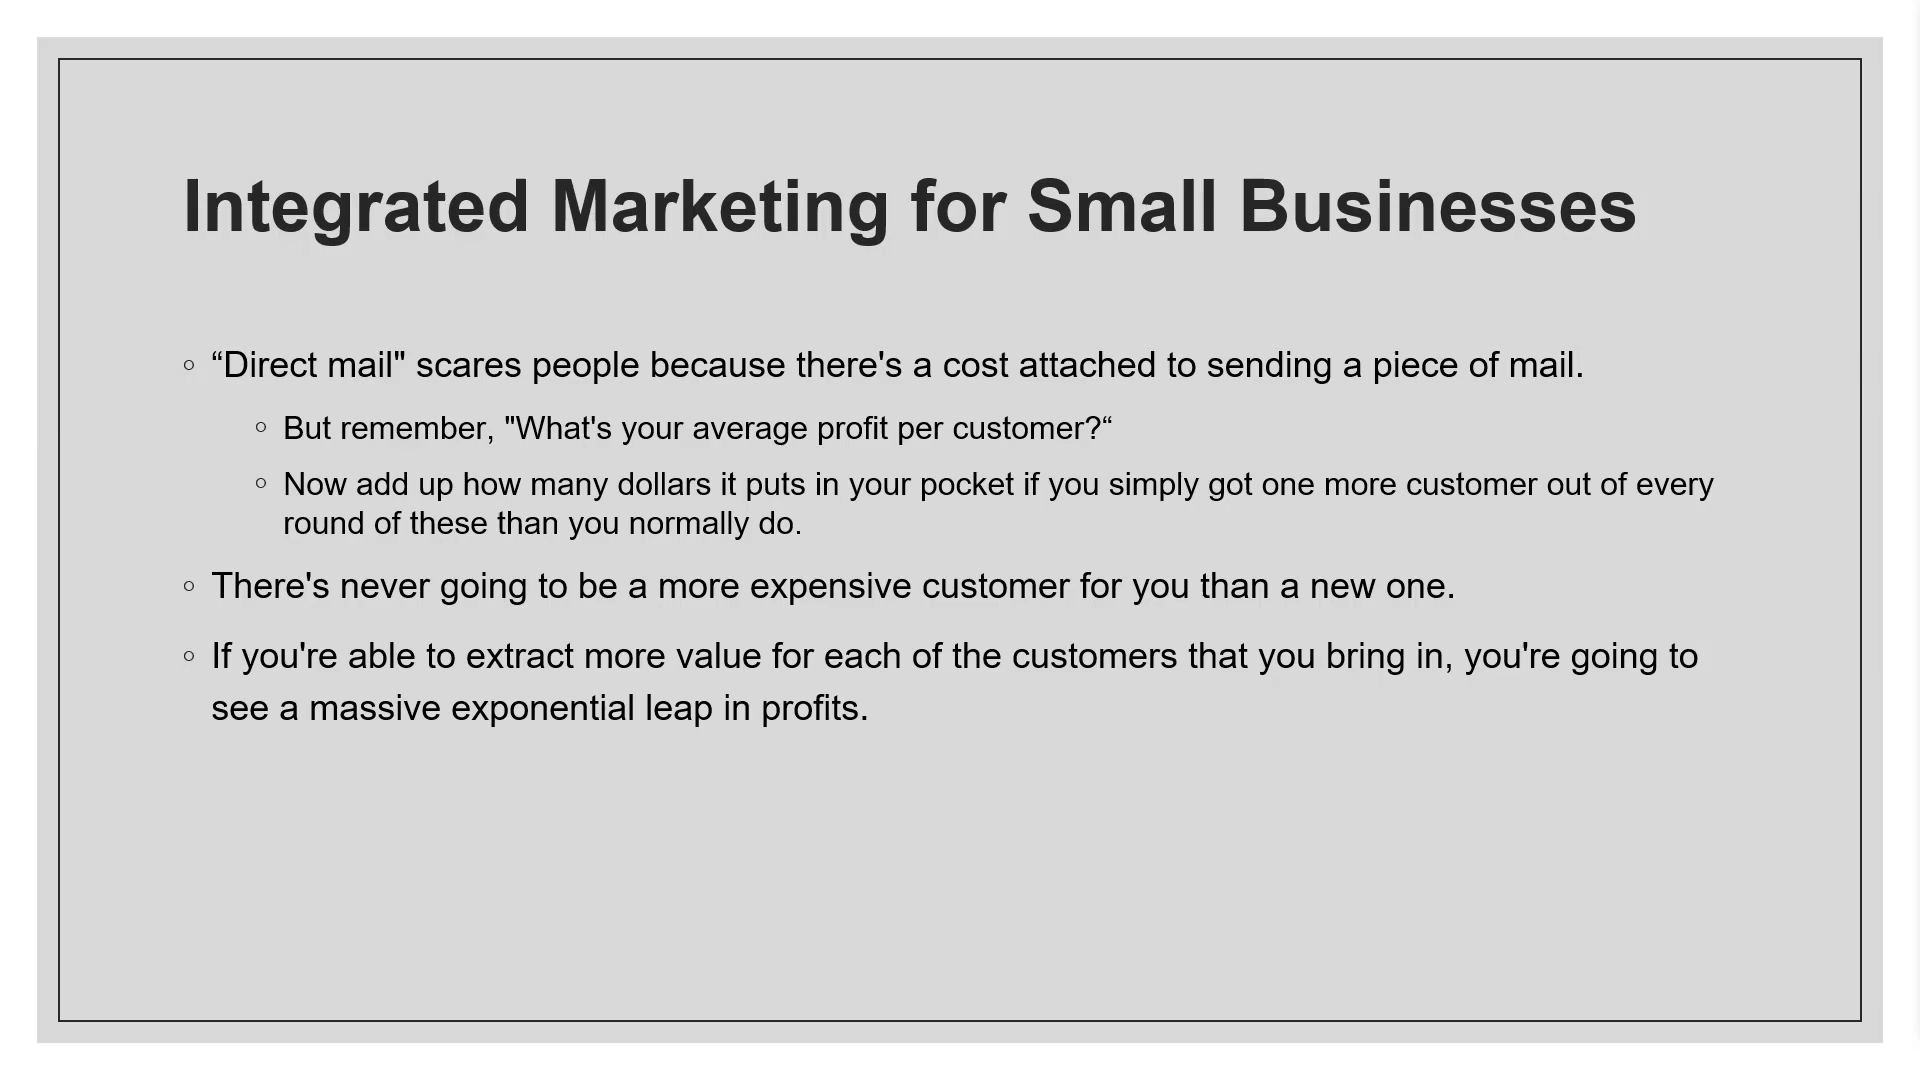 Integrated Marketing for Small Businesses
◦ “Direct mail" scares people because there's a cost attached to sending a piece of mail.
◦ But remember, "What's your average profit per customer?“
◦ Now add up how many dollars it puts in your pocket if you simply got one more customer out of every
round of these than you normally do.
◦ There's never going to be a more expensive customer for you than a new one.
◦ If you're able to extract more value for each of the customers that you bring in, you're going to
see a massive exponential leap in profits.